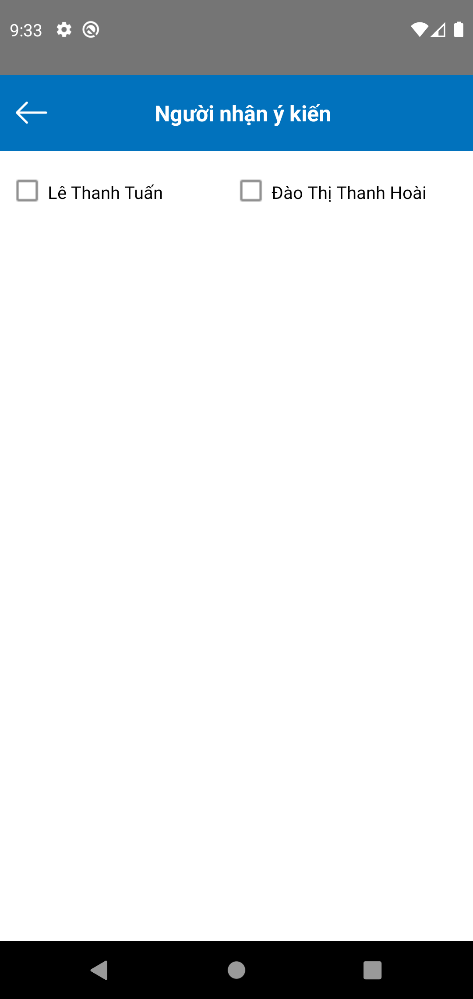 9:33
Người nhận ý kiến
Lê Thanh Tuấn Đào Thị Thanh Hoài